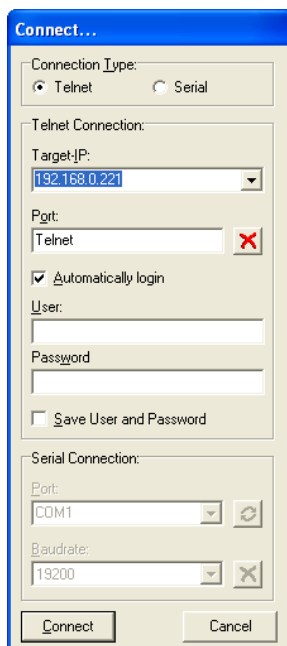 Connect...
Connection Type:
Telnet Serial
Telnet Connection:
Target-IP:
192.168.0.221
Port:
Telnet
Automatically login
User:
Password
Save User and Password
Serial Connection:
Port:
COM1
Baudrate:
19200
Connect Cancel